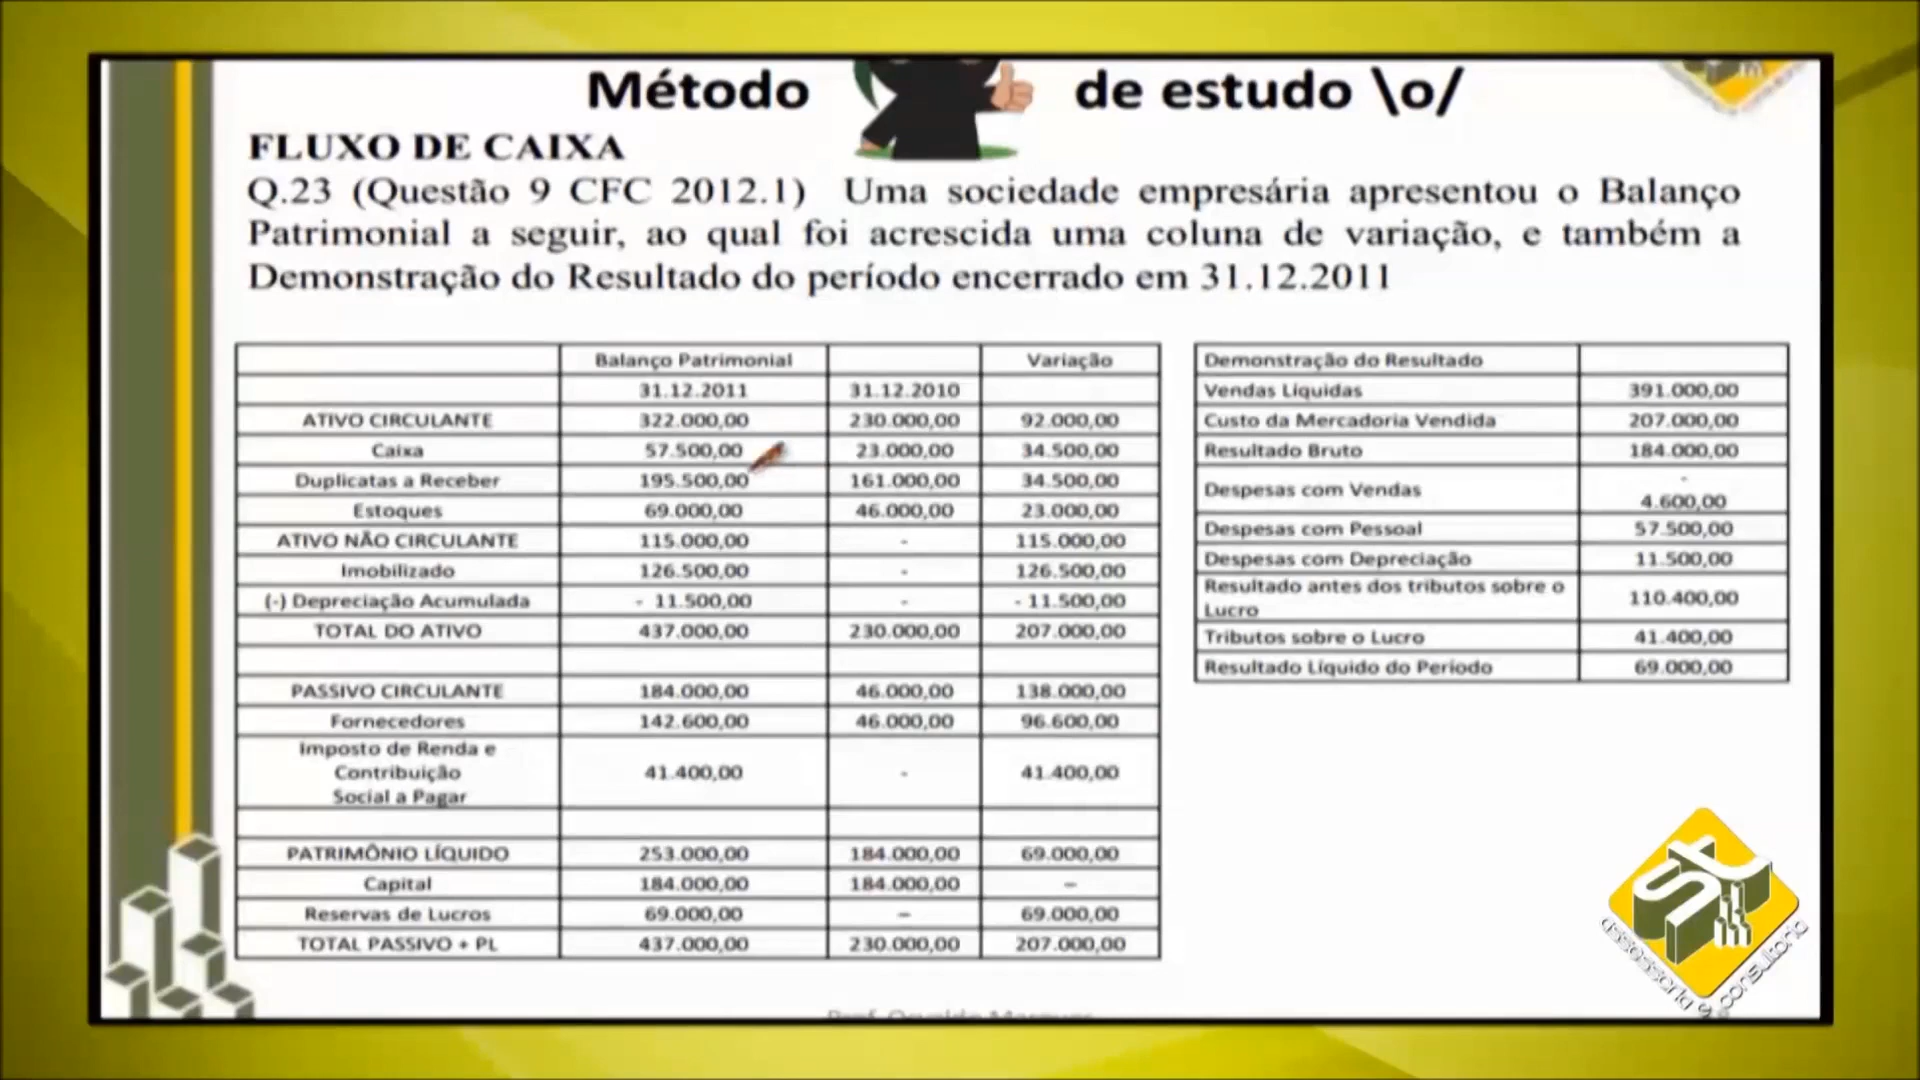 Método de estudo \o/
FLUXO DE CAIXA
Q.23 (Questão 9 CFC 2012.1) Uma sociedade empresária apresentou o Balanço
Patrimonial a seguir, ao qual foi acrescida uma coluna de variação, e também a
Demonstração do Resultado do período encerrado em 31.12.2011
Balanço Patrimonial Variação
31.12.2011 31.12.2010
ATIVO CIRCULANTE 322.000,00 230.000,00 92.000,00
Caixa 57.500,00 23.000,00 34.500,00
Duplicatas a Receber 195.500,00 161.000,00 34.500,00
Estoques 69.000,00 46.000,00 23.000,00
ATIVO NÃO CIRCULANTE 115.000,00 - 115.000,00
Imobilizado 126.500,00 - 126.500,00
(-) Depreciação Acumulada - 11.500,00 - - 11.500,00
TOTAL DO ATIVO 437.000,00 230.000,00 207.000,00
PASSIVO CIRCULANTE 184.000,00 46.000,00 138.000,00
Fornecedores 142.600,00 46.000,00 96.600,00
Imposto de Renda e
Contribuição 41.400,00 - 41.400,00
Social a Pagar
PATRIMÔNIO LÍQUIDO 253.000,00 184.000,00 69.000,00
Capital 184.000,00 184.000,00 –
Reservas de Lucros 69.000,00 – 69.000,00
TOTAL PASSIVO + PL 437.000,00 230.000,00 207.000,00
Demonstração do Resultado
Vendas Líquidas 391.000,00
Custo da Mercadoria Vendida 207.000,00
Resultado Bruto 184.000,00
Despesas com Vendas -
4.600,00
Despesas com Pessoal 57.500,00
Despesas com Depreciação 11.500,00
Resultado antes dos tributos sobre o
Lucro 110.400,00
Tributos sobre o Lucro 41.400,00
Resultado Líquido do Período 69.000,00
assessoria e consultoria